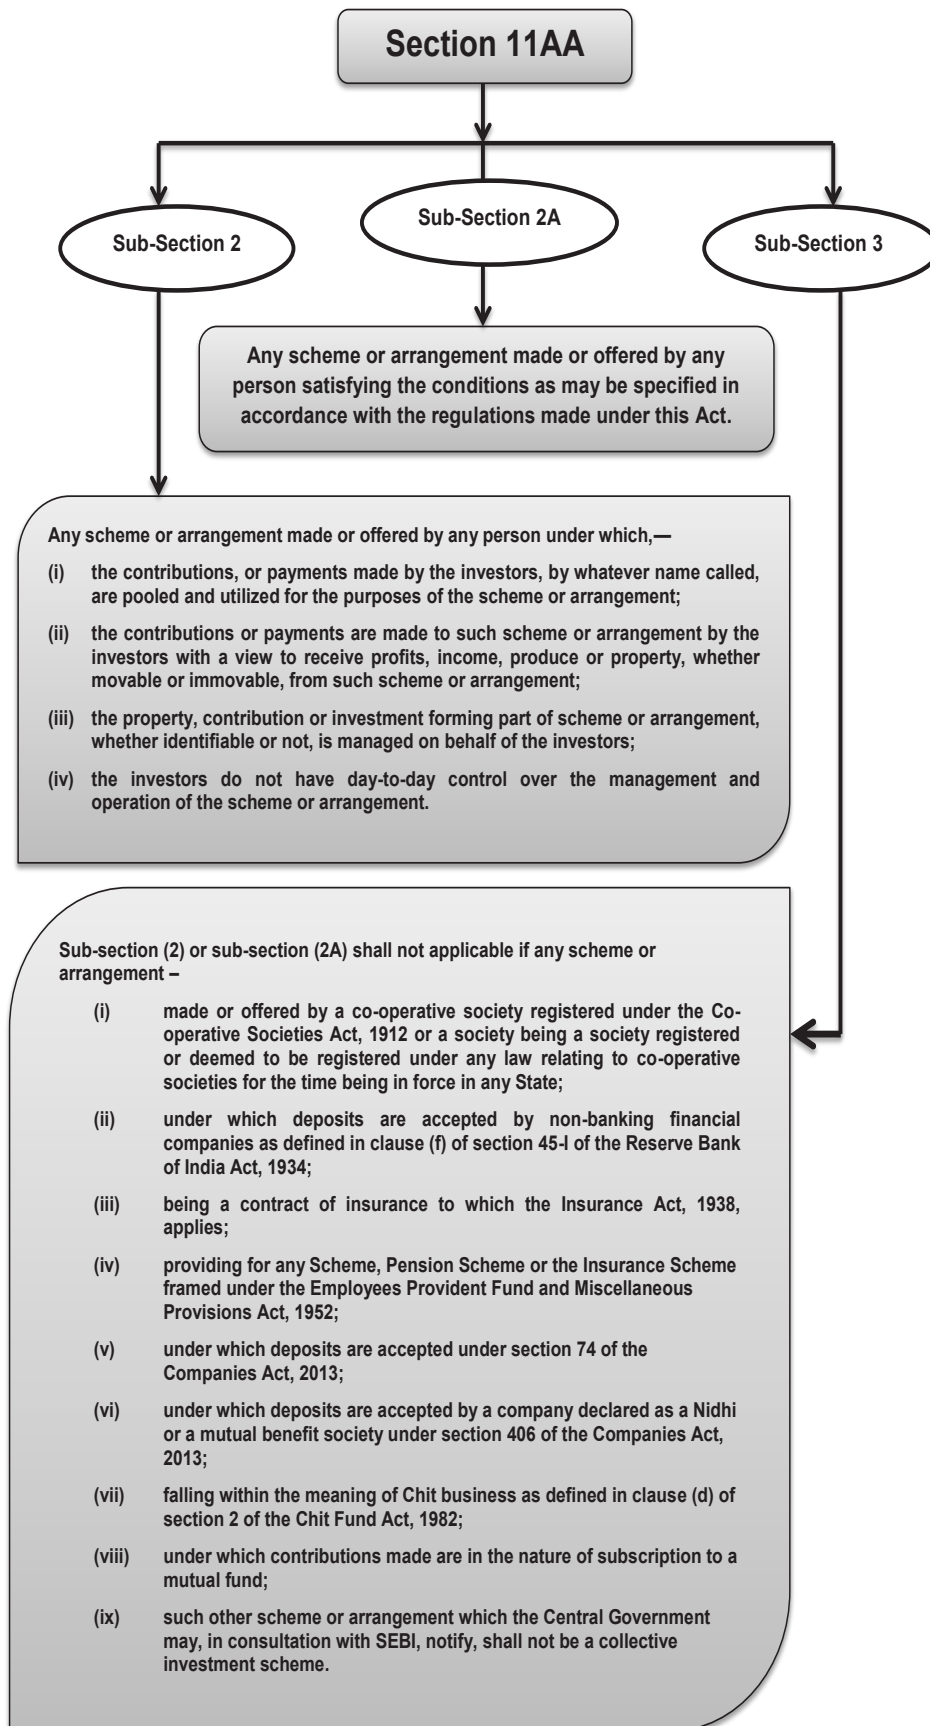 Section 11AA
Sub-Section 2
Sub-Section 2A
Sub-Section 3
Any scheme or arrangement made or offered by any
person satisfying the conditions as may be specified in
accordance with the regulations made under this Act.
Any scheme or arrangement made or offered by any person under which,—
(i) the contributions, or payments made by the investors, by whatever name called,
are pooled and utilized for the purposes of the scheme or arrangement;
(ii) the contributions or payments are made to such scheme or arrangement by the
investors with a view to receive profits, income, produce or property, whether
movable or immovable, from such scheme or arrangement;
(iii) the property, contribution or investment forming part of scheme or arrangement,
whether identifiable or not, is managed on behalf of the investors;
(iv) the investors do not have day-to-day control over the management and
operation of the scheme or arrangement.
Sub-section (2) or sub-section (2A) shall not applicable if any scheme or
arrangement –
(i) made or offered by a co-operative society registered under the Co-
operative Societies Act, 1912 or a society being a society registered
or deemed to be registered under any law relating to co-operative
societies for the time being in force in any State;
(ii) under which deposits are accepted by non-banking financial
companies as defined in clause (f) of section 45-I of the Reserve Bank
of India Act, 1934;
(iii) being a contract of insurance to which the Insurance Act, 1938,
applies;
(iv) providing for any Scheme, Pension Scheme or the Insurance Scheme
framed under the Employees Provident Fund and Miscellaneous
Provisions Act, 1952;
(v) under which deposits are accepted under section 74 of the
Companies Act, 2013;
(vi) under which deposits are accepted by a company declared as a Nidhi
or a mutual benefit society under section 406 of the Companies Act,
2013;
(vii) falling within the meaning of Chit business as defined in clause (d) of
section 2 of the Chit Fund Act, 1982;
(viii) under which contributions made are in the nature of subscription to a
mutual fund;
(ix) such other scheme or arrangement which the Central Government
may, in consultation with SEBI, notify, shall not be a collective
investment scheme.